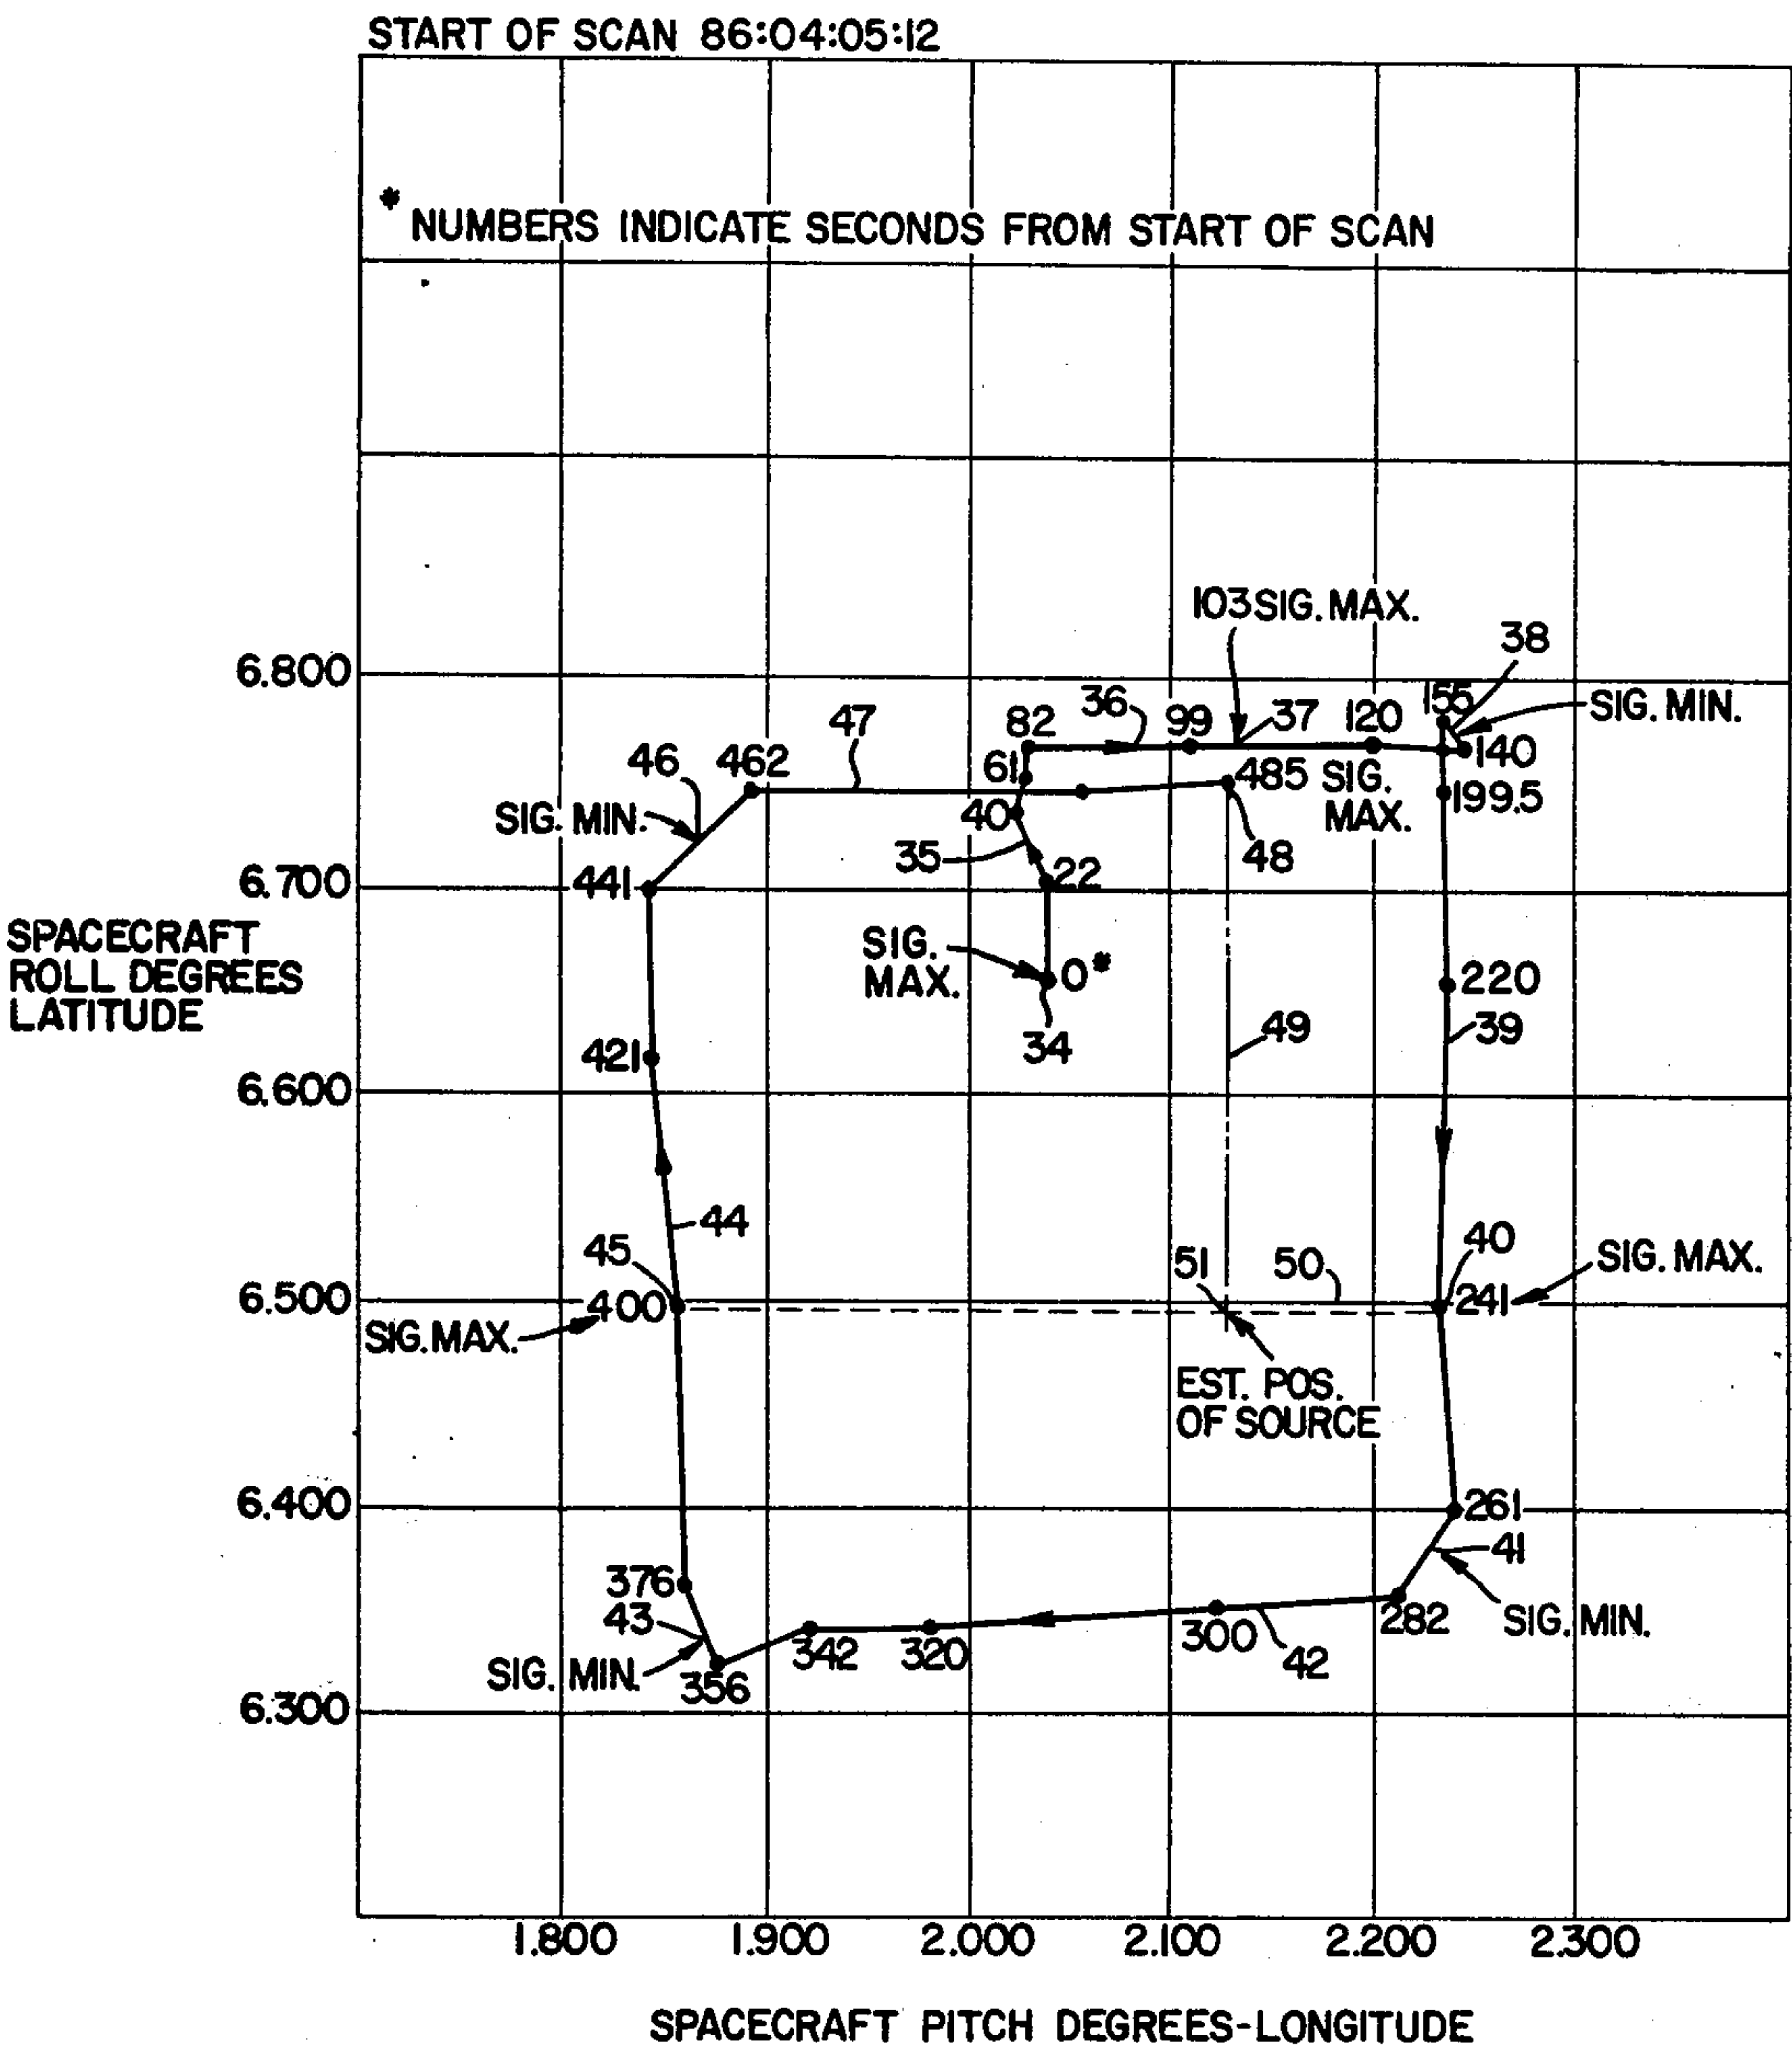 START OF SCAN 86:04:05:12
*
NUMBERS INDICATE SECONDS FROM START OF SCAN
103 SIG. MAX.
38
6.800
155
SIG. MIN.
36
82
99
37
120
47
140
46
462
61
485
SIG.
MAX.
199.5
SIG. MIN.
40
35
48
6.700
441
22
SPACECRAFT
ROLL DEGREES
LATITUDE
SIG.
MAX.
0*
220
34
49
39
421
6.600
44
45
51
50
40
SIG. MAX.
6.500
400
241
SIG. MAX.
EST. POS.
OF SOURCE
6.400
261
41
376
43
282
SIG. MIN.
342
320
300
42
SIG. MIN.
356
6.300
1.800
1.900
2.000
2.100
2.200
2.300
SPACECRAFT PITCH DEGREES-LONGITUDE